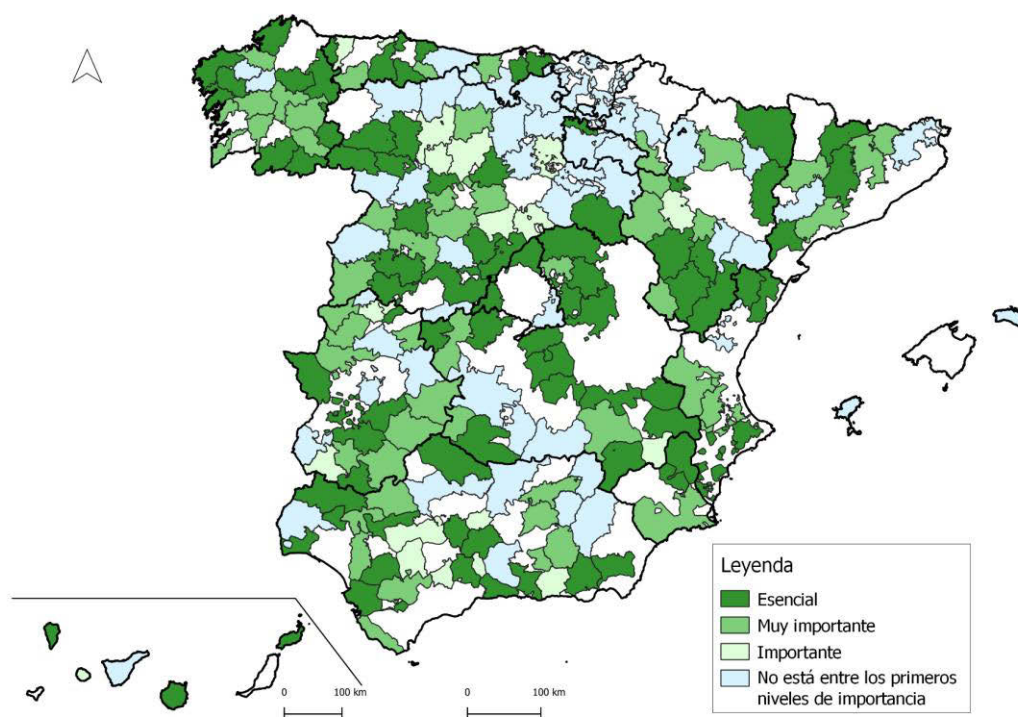 Leyenda
Esencial
Muy importante
Importante
No está entre los primeros
niveles de importancia
0 100 km
0 100 km